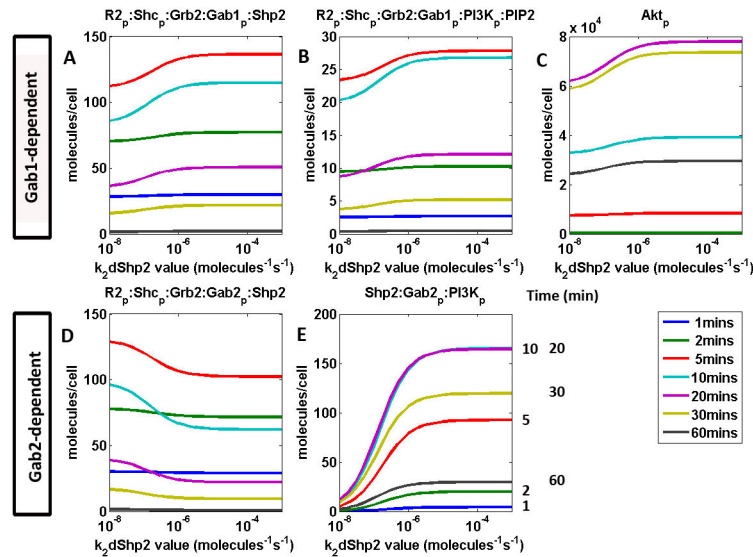 R2p:Shcp:Grb2:Gab1p:Shp2
R2p:Shcp:Grb2:Gab1p:PI3Kp:PIP2
Aktp
Gab1-dependent
A
molecules/cell
150
100
50
0
10-8 10-6 10-4
k2dShp2 value (molecules-1s-1)
B
molecules/cell
30
25
20
15
10
5
0
10-8 10-6 10-4
k2dShp2 value (molecules-1s-1)
C
x 104
molecules/cell
8
6
4
2
0
10-8 10-6 10-4
k2dShp2 value (molecules-1s-1)
R2p:Shcp:Grb2:Gab2p:Shp2
Shp2:Gab2p:PI3Kp
Time (min)
Gab2-dependent
D
molecules/cell
150
100
50
0
10-8 10-6 10-4
k2dShp2 value (molecules-1s-1)
E
molecules/cell
200
150
100
50
0
10-8 10-6 10-4
k2dShp2 value (molecules-1s-1)
10 20
30
5
60
2
1
1mins
2mins
5mins
10mins
20mins
30mins
60mins